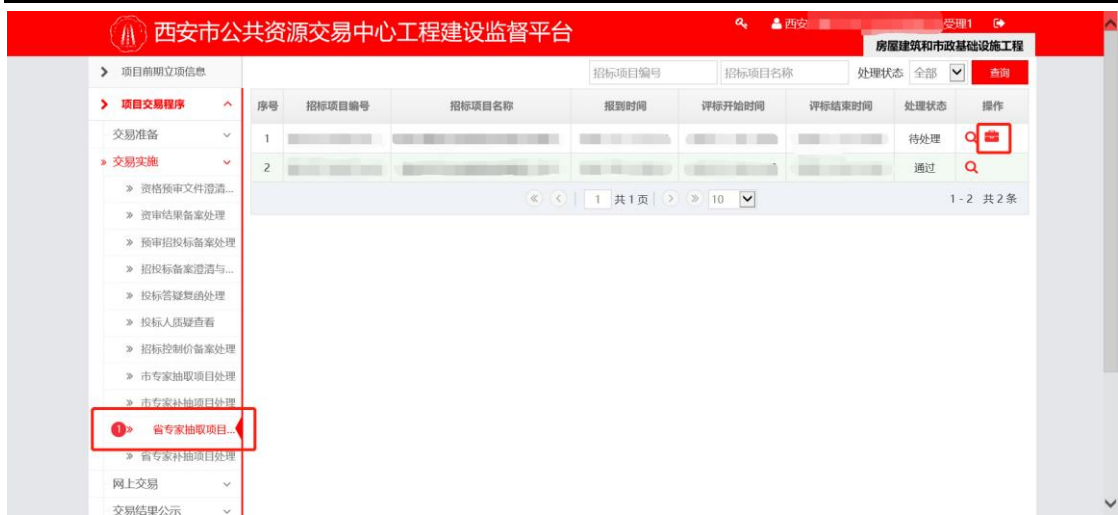 西安市公共资源交易中心工程建设监督平台
西安 受理1
房屋建筑和市政基础设施工程
项目前期立项信息
招标项目编号 招标项目名称 处理状态 全部 查询
项目交易程序
序号 招标项目编号 招标项目名称 报到时间 评标开始时间 评标结束时间 处理状态 操作
交易准备
1 待处理
交易实施
2 通过
资格预审文件澄清...
1 共1页 10 1 - 2 共2条
资审结果备案处理
预审招投标备案处理
招投标备案澄清与...
投标答疑复函处理
投标人质疑查看
招标控制价备案处理
市专家抽取项目处理
市专家补抽项目处理
1 省专家抽取项目...
省专家补抽项目处理
网上交易
交易结果公示